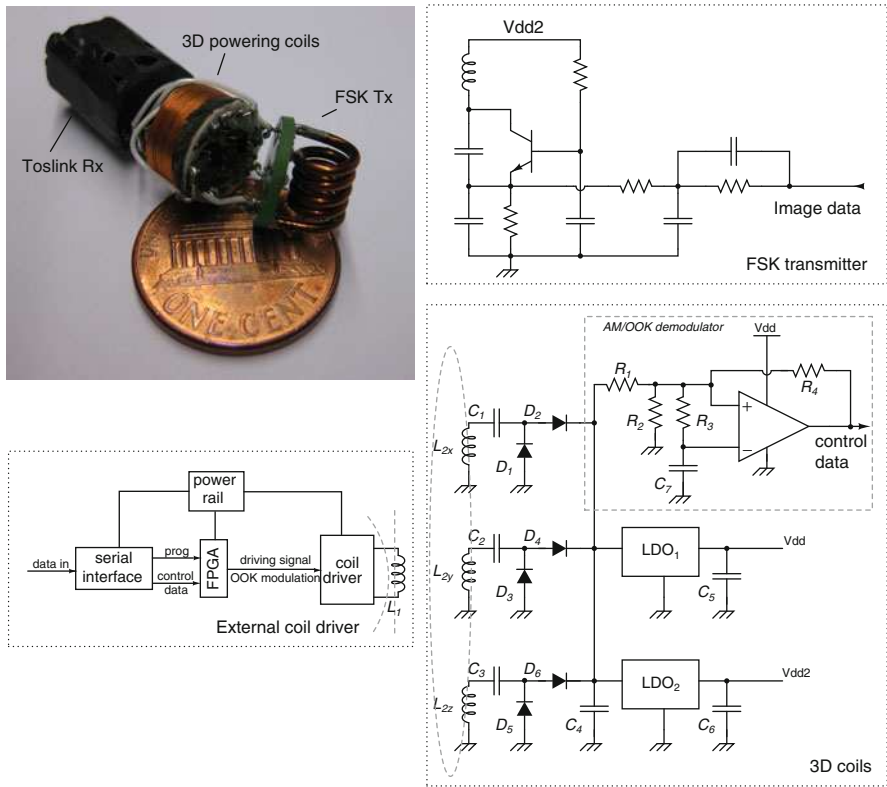 3D powering coils
FSK Tx
Toslink Rx
ONE CENT
Vdd2
Image data
FSK transmitter
AM/OOK demodulator
Vdd
R1
R4
R2
R3
+
−
C7
control
data
C1
D2
L2x
D1
C2
D4
L2y
D3
LDO1
Vdd
C5
C3
D6
L2z
D5
C4
LDO2
Vdd2
C6
3D coils
power
rail
data in
serial
interface
prog
control
data
FPGA
driving signal
OOK modulation
coil
driver
L1
External coil driver